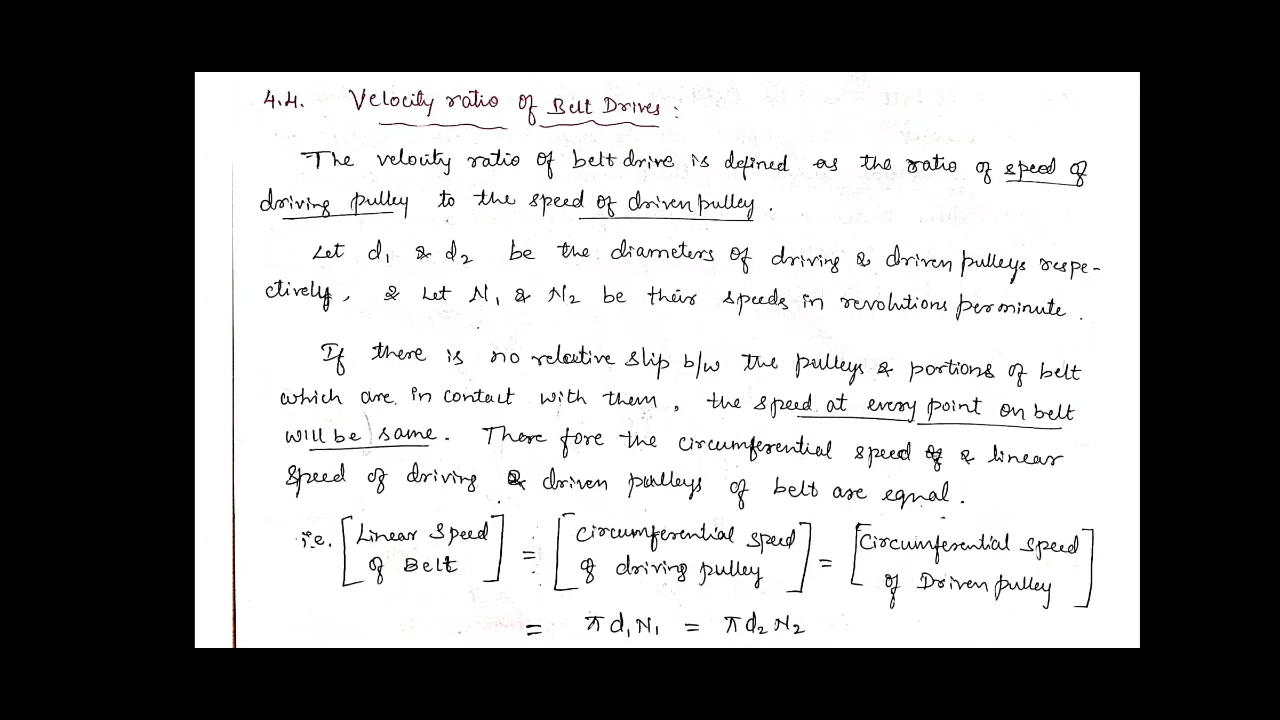 4.4. Velocity ratio of Belt Drives :
The velocity ratio of belt drive is defined as the ratio of speed of
driving pulley to the speed of driven pulley .
Let d₁ & d₂ be the diameters of driving & driven pulleys respe-
ctively, & Let N₁ & N₂ be their speeds in revolutions per minute .
If there is no relative slip b/w the pulleys & portions of belt
which are in contact with them, the speed at every point on belt
will be same. There fore the circumferential speed of & linear
speed of driving & driven pulleys of belt are equal.
i.e. [Linear Speed of Belt] = [Circumferential speed of driving pulley] = [Circumferential speed of Driven pulley]
= πd₁N₁ = πd₂N₂